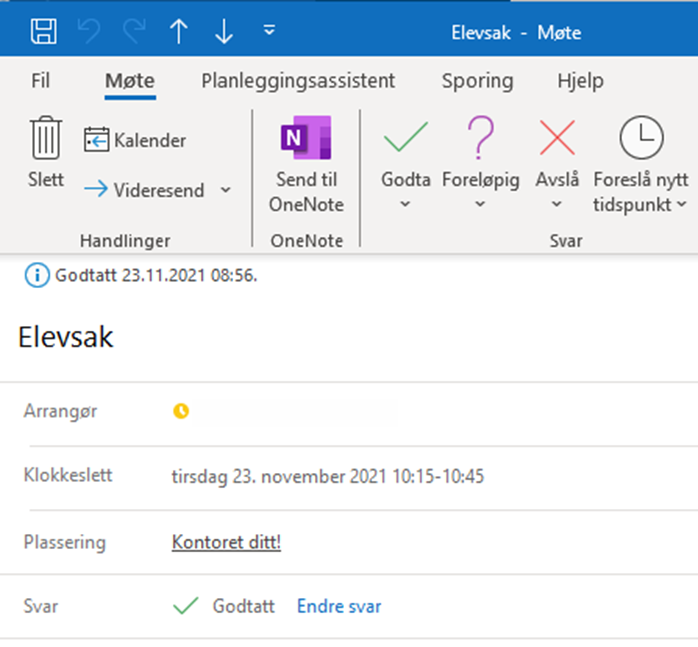 Elevsak - Møte
Fil Møte Planleggingsassistent Sporing Hjelp
Slett
Kalender
Videresend
Handlinger
N
Send til
OneNote
OneNote
Godta
Foreløpig
Avslå
Foreslå nytt
tidspunkt
Svar
Godtatt 23.11.2021 08:56.
Elevsak
Arrangør
Klokkeslett tirsdag 23. november 2021 10:15-10:45
Plassering Kontoret ditt!
Svar Godtatt Endre svar